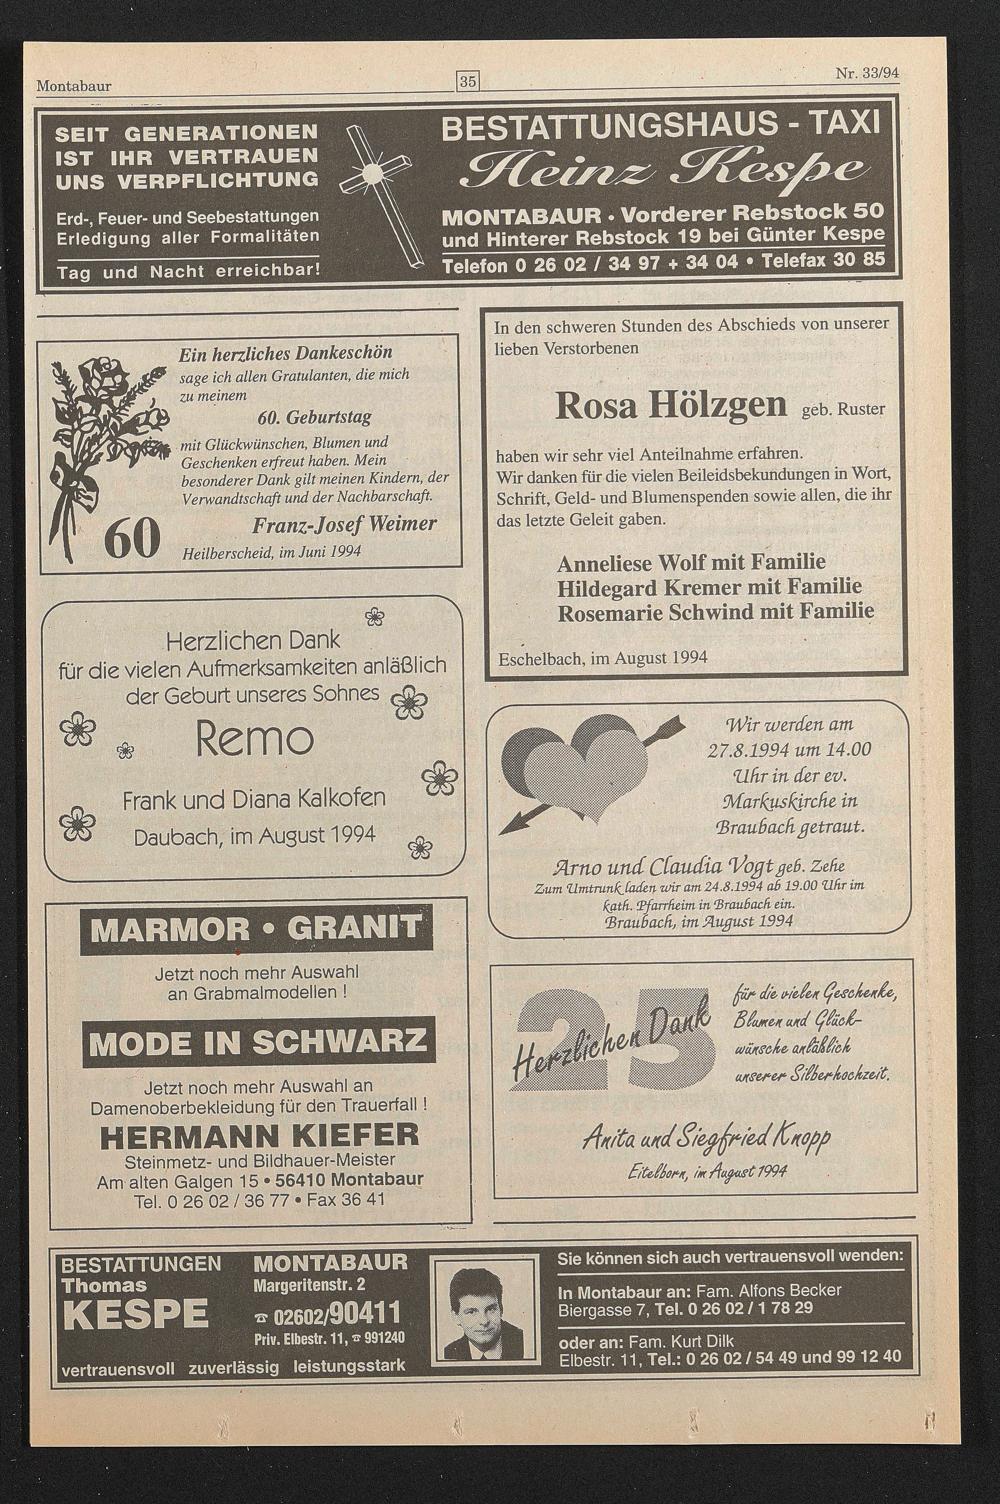 Montabaur
35
Nr. 33/94
SEIT GENERATIONEN
IST IHR VERTRAUEN
UNS VERPFLICHTUNG
Erd-, Feuer- und Seebestattungen
Erledigung aller Formalitäten
Tag und Nacht erreichbar!
BESTATTUNGSHAUS - TAXI
Heinz Kespe
MONTABAUR • Vorderer Rebstock 50
und Hinterer Rebstock 19 bei Günter Kespe
Telefon 0 26 02 / 34 97 + 34 04 • Telefax 30 85
Ein herzliches Dankeschön
sage ich allen Gratulanten, die mich
zu meinem
60. Geburtstag
mit Glückwünschen, Blumen und
Geschenken erfreut haben. Mein
besonderer Dank gilt meinen Kindern, der
Verwandtschaft und der Nachbarschaft.
60
Franz-Josef Weimer
Heilberscheid, im Juni 1994
Herzlichen Dank
für die vielen Aufmerksamkeiten anläßlich
der Geburt unseres Sohnes
Remo
Frank und Diana Kalkofen
Daubach, im August 1994
MARMOR • GRANIT
Jetzt noch mehr Auswahl
an Grabmalmodellen !
MODE IN SCHWARZ
Jetzt noch mehr Auswahl an
Damenoberbekleidung für den Trauerfall !
HERMANN KIEFER
Steinmetz- und Bildhauer-Meister
Am alten Galgen 15 • 56410 Montabaur
Tel. 0 26 02 / 36 77 • Fax 36 41
In den schweren Stunden des Abschieds von unserer
lieben Verstorbenen
Rosa Hölzgen geb. Ruster
haben wir sehr viel Anteilnahme erfahren.
Wir danken für die vielen Beileidsbekundungen in Wort,
Schrift, Geld- und Blumenspenden sowie allen, die ihr
das letzte Geleit gaben.
Anneliese Wolf mit Familie
Hildegard Kremer mit Familie
Rosemarie Schwind mit Familie
Eschelbach, im August 1994
Wir werden am
27.8.1994 um 14.00
Uhr in der ev.
Markuskirche in
Braubach getraut.
Arno und Claudia Vogt geb. Zehe
Zum Umtrunk laden wir am 24.8.1994 ab 19.00 Uhr im
kath. Pfarrheim in Braubach ein.
Braubach, im August 1994
25
Herzlichen Dank
für die vielen Geschenke,
Blumen und Glück-
wünsche anläßlich
unserer Silberhochzeit.
Anita und Siegfried Knopp
Eitelborn, im August 1994
BESTATTUNGEN
Thomas
KESPE
vertrauensvoll zuverlässig leistungsstark
MONTABAUR
Margeritenstr. 2
☎ 02602/90411
Priv. Elbestr. 11, ☎ 991240
Sie können sich auch vertrauensvoll wenden:
In Montabaur an: Fam. Alfons Becker
Biergasse 7, Tel. 0 26 02 / 1 78 29
oder an: Fam. Kurt Dilk
Elbestr. 11, Tel.: 0 26 02 / 54 49 und 99 12 40